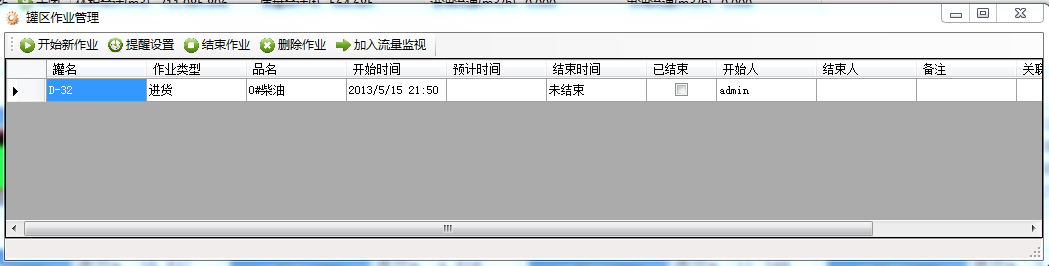 罐区作业管理
开始新作业 提醒设置 结束作业 删除作业 加入流量监视
罐名 作业类型 品名 开始时间 预计时间 结束时间 已结束 开始人 结束人 备注 关联
D-32 进货 0#柴油 2013/5/15 21:50 未结束 admin